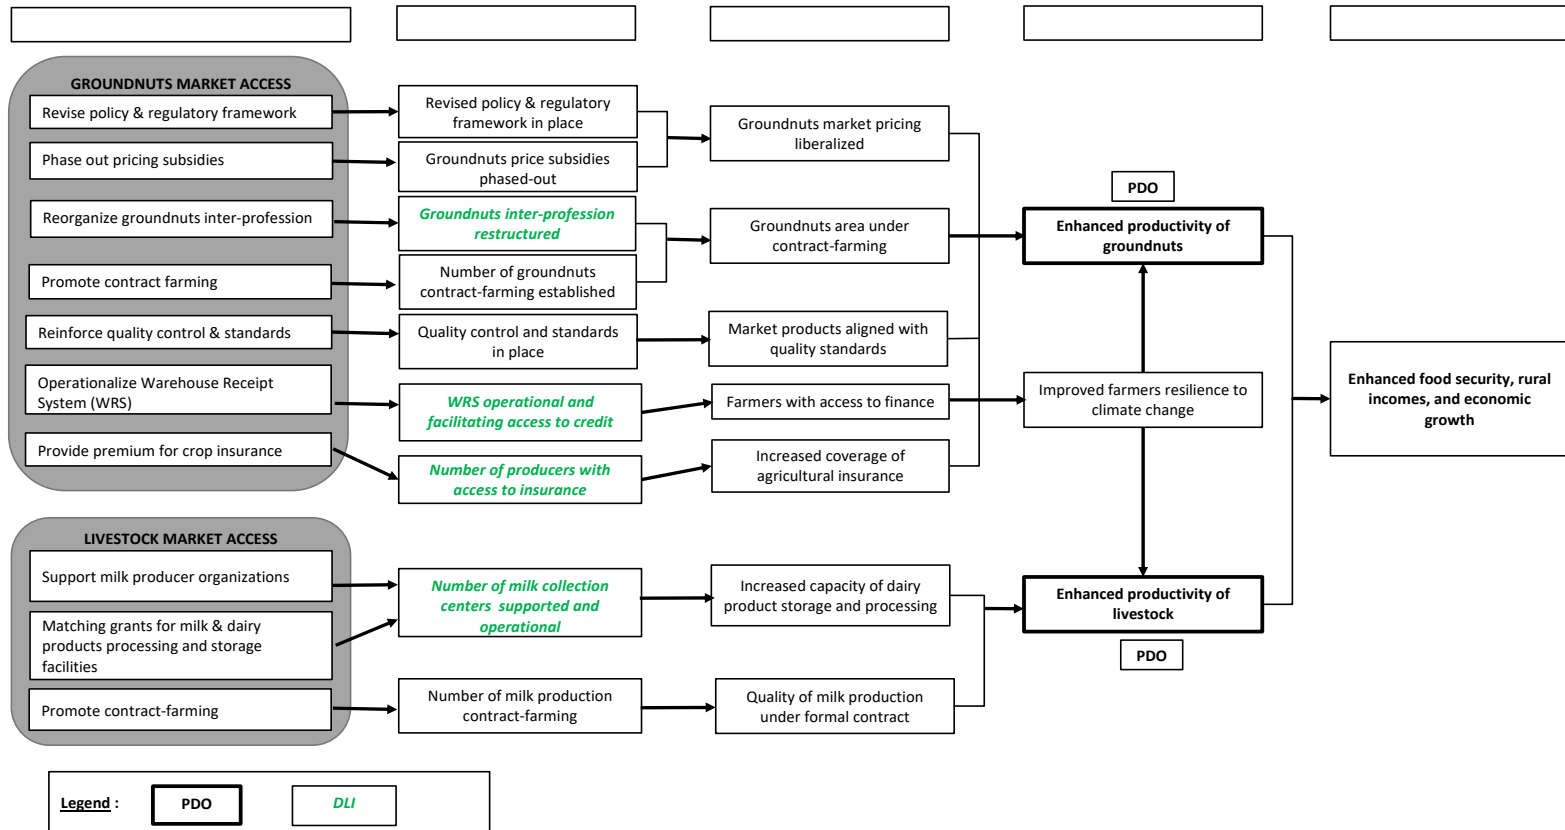 GROUNDNUTS MARKET ACCESS
Revise policy & regulatory framework
Phase out pricing subsidies
Reorganize groundnuts inter-profession
Promote contract farming
Reinforce quality control & standards
Operationalize Warehouse Receipt
System (WRS)
Provide premium for crop insurance
Revised policy & regulatory
framework in place
Groundnuts price subsidies
phased-out
Groundnuts inter-profession
restructured
Number of groundnuts
contract-farming established
Quality control and standards
in place
WRS operational and
facilitating access to credit
Number of producers with
access to insurance
Groundnuts market pricing
liberalized
Groundnuts area under
contract-farming
Market products aligned with
quality standards
Farmers with access to finance
Increased coverage of
agricultural insurance
PDO
Enhanced productivity of
groundnuts
Improved farmers resilience to
climate change
Enhanced food security, rural
incomes, and economic
growth
LIVESTOCK MARKET ACCESS
Support milk producer organizations
Matching grants for milk & dairy
products processing and storage
facilities
Promote contract-farming
Number of milk collection
centers supported and
operational
Number of milk production
contract-farming
Increased capacity of dairy
product storage and processing
Quality of milk production
under formal contract
Enhanced productivity of
livestock
PDO
Legend :
PDO
DLI